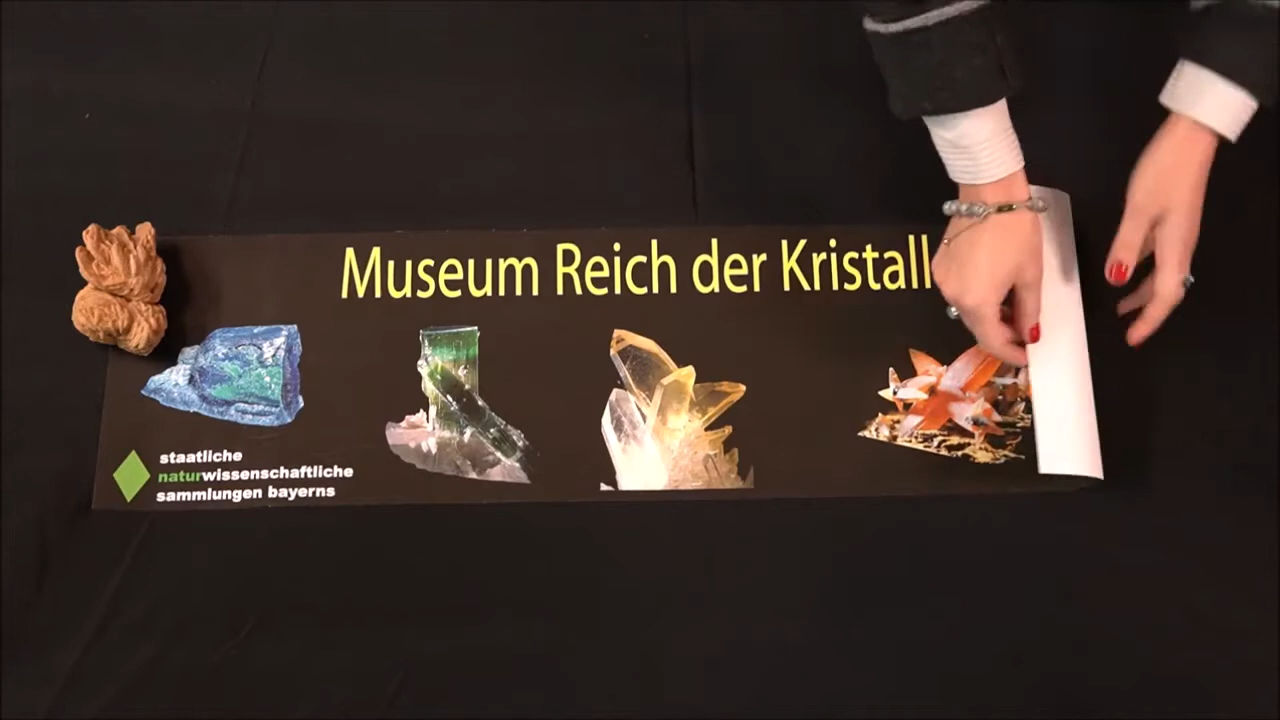 Museum Reich der Kristall
staatliche
naturwissenschaftliche
sammlungen bayerns